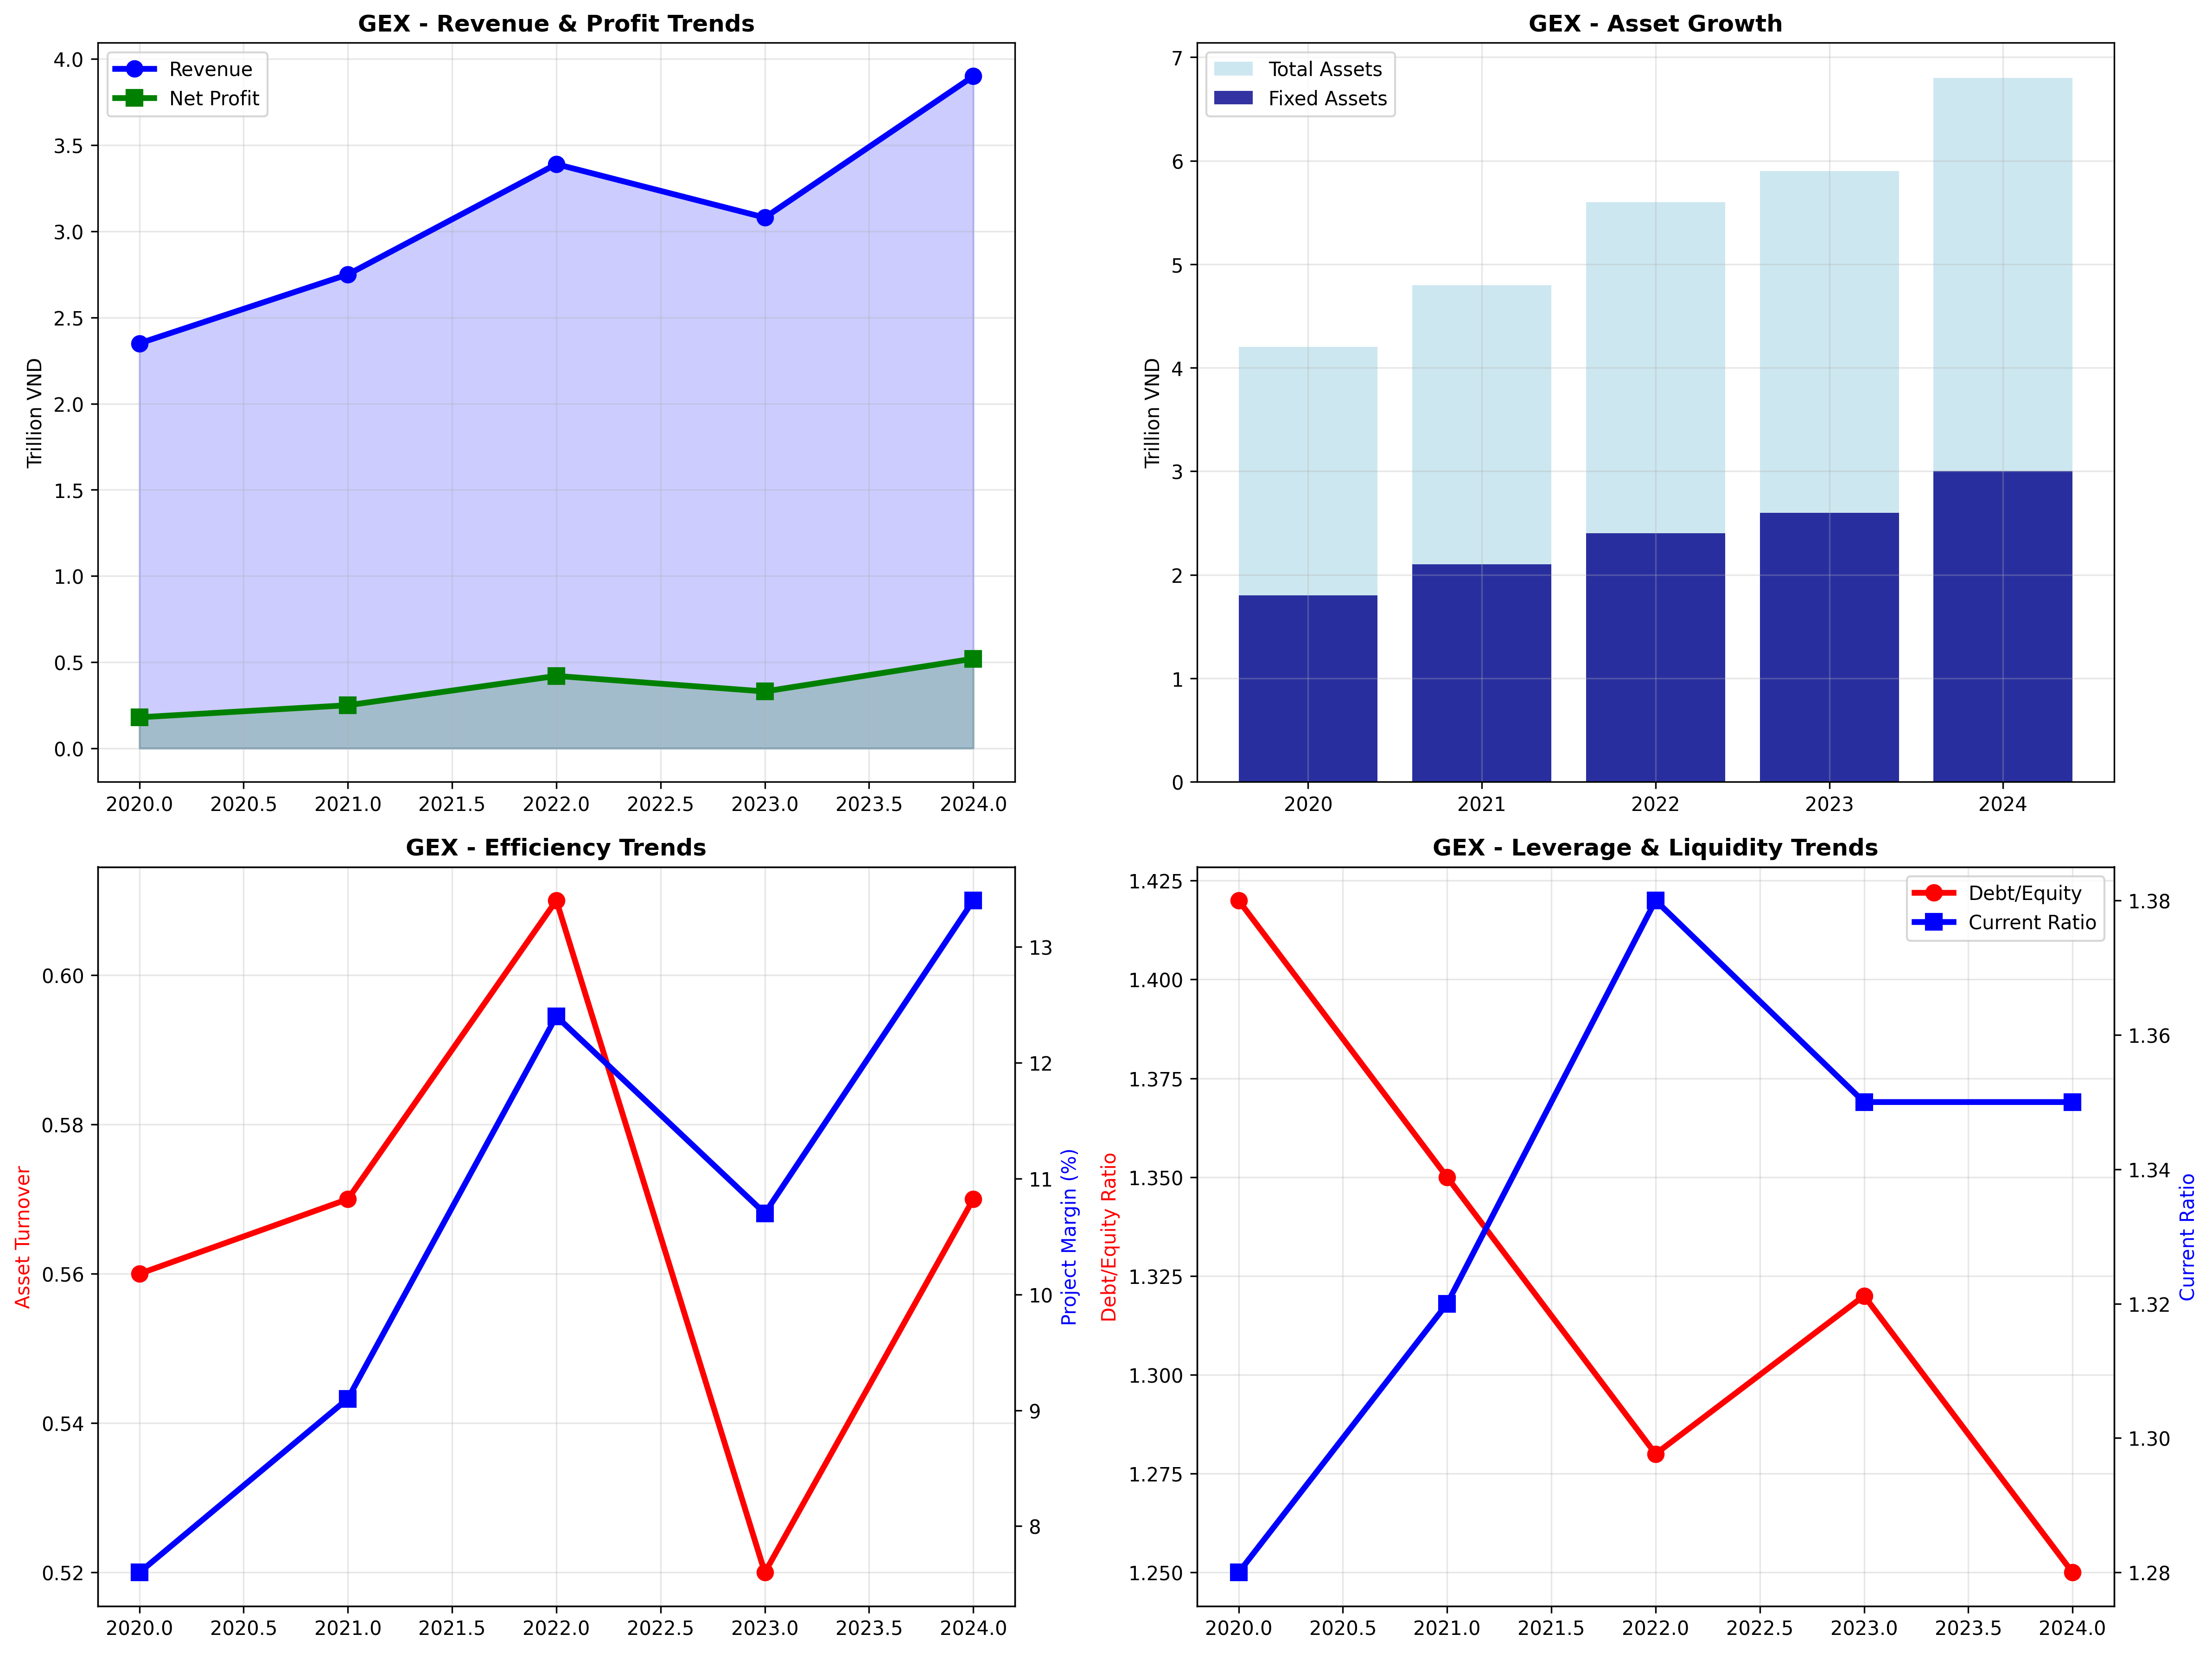 GEX - Revenue & Profit Trends
Revenue
Net Profit
Trillion VND
4.0
3.5
3.0
2.5
2.0
1.5
1.0
0.5
0.0
2020.0 2020.5 2021.0 2021.5 2022.0 2022.5 2023.0 2023.5 2024.0
GEX - Asset Growth
Total Assets
Fixed Assets
Trillion VND
7
6
5
4
3
2
1
0
2020 2021 2022 2023 2024
GEX - Efficiency Trends
Asset Turnover
0.60
0.58
0.56
0.54
0.52
13
12
11
10
9
8
Project Margin (%)
2020.0 2020.5 2021.0 2021.5 2022.0 2022.5 2023.0 2023.5 2024.0
GEX - Leverage & Liquidity Trends
Debt/Equity
Current Ratio
Debt/Equity Ratio
1.425
1.400
1.375
1.350
1.325
1.300
1.275
1.250
1.38
1.36
1.34
1.32
1.30
1.28
Current Ratio
2020.0 2020.5 2021.0 2021.5 2022.0 2022.5 2023.0 2023.5 2024.0